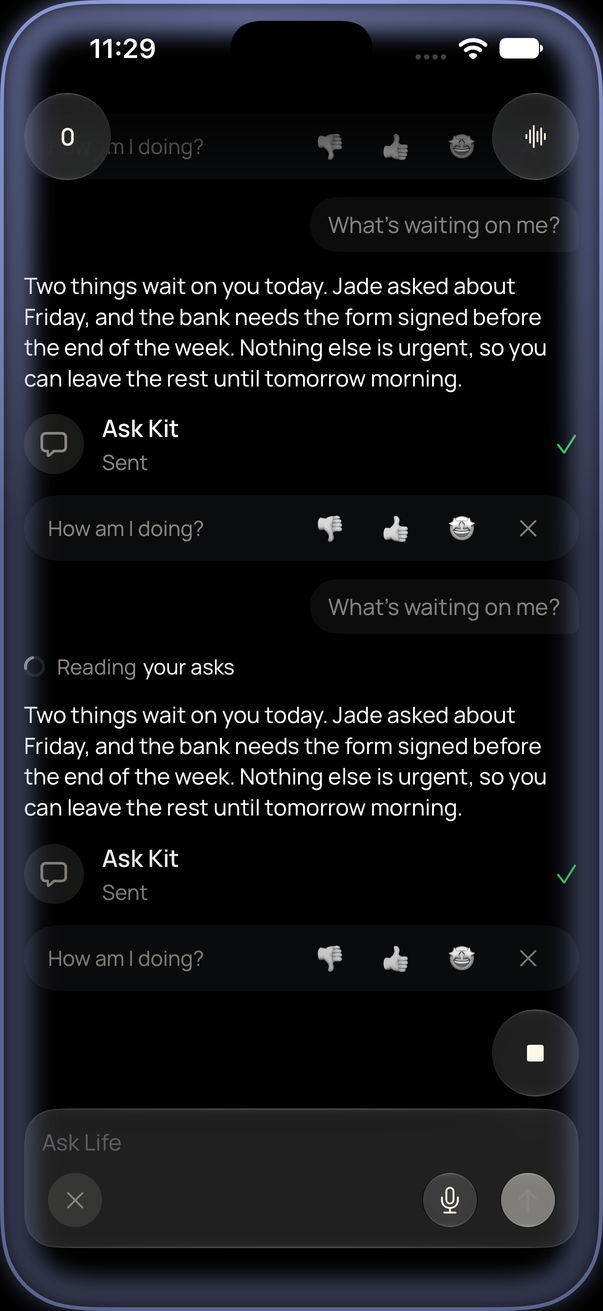 11:29
0
m I doing?
What's waiting on me?
Two things wait on you today. Jade asked about
Friday, and the bank needs the form signed before
the end of the week. Nothing else is urgent, so you
can leave the rest until tomorrow morning.
Ask Kit
Sent
How am I doing?
What's waiting on me?
Reading your asks
Two things wait on you today. Jade asked about
Friday, and the bank needs the form signed before
the end of the week. Nothing else is urgent, so you
can leave the rest until tomorrow morning.
Ask Kit
Sent
How am I doing?
Ask Life